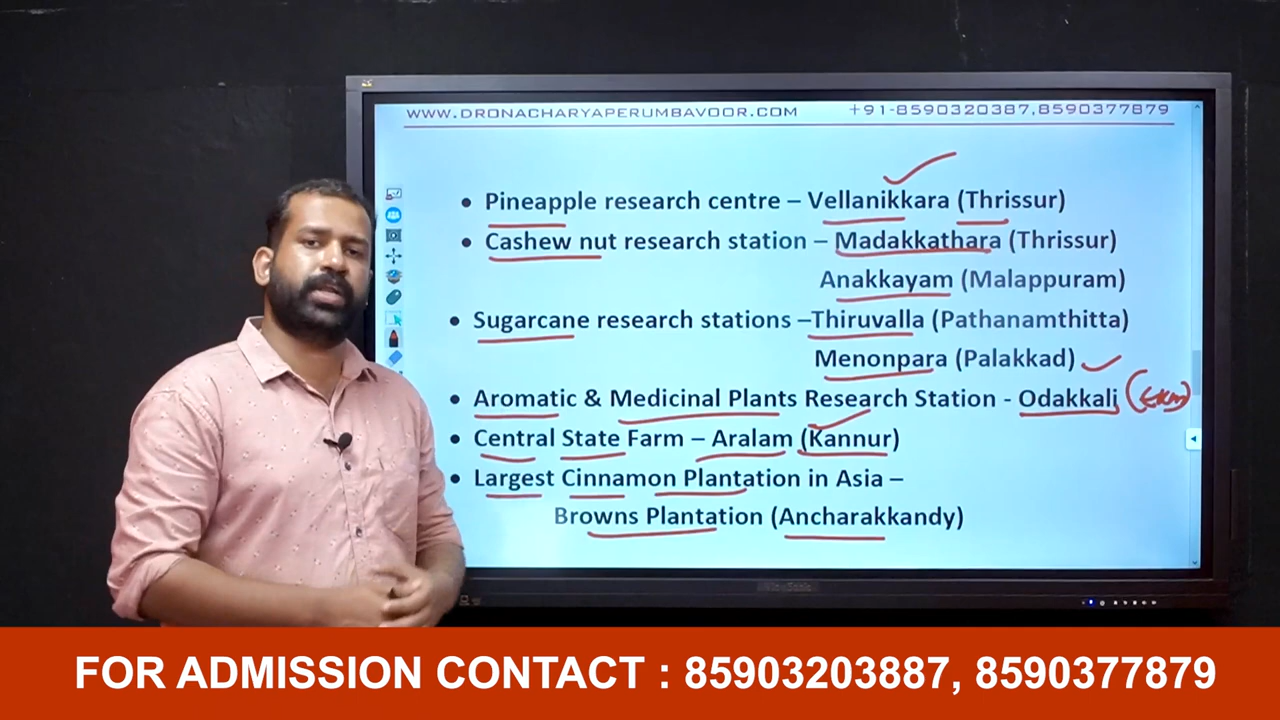 WWW.DRONACHARYAPERUMBAVOOR.COM +91-8590320387,8590377879
• Pineapple research centre – Vellanikkara (Thrissur)
• Cashew nut research station – Madakkathara (Thrissur)
Anakkayam (Malappuram)
• Sugarcane research stations –Thiruvalla (Pathanamthitta)
Menonpara (Palakkad)
• Aromatic & Medicinal Plants Research Station - Odakkali (EKM)
• Central State Farm – Aralam (Kannur)
• Largest Cinnamon Plantation in Asia –
Browns Plantation (Ancharakkandy)
ViewSonic
FOR ADMISSION CONTACT : 85903203887, 8590377879